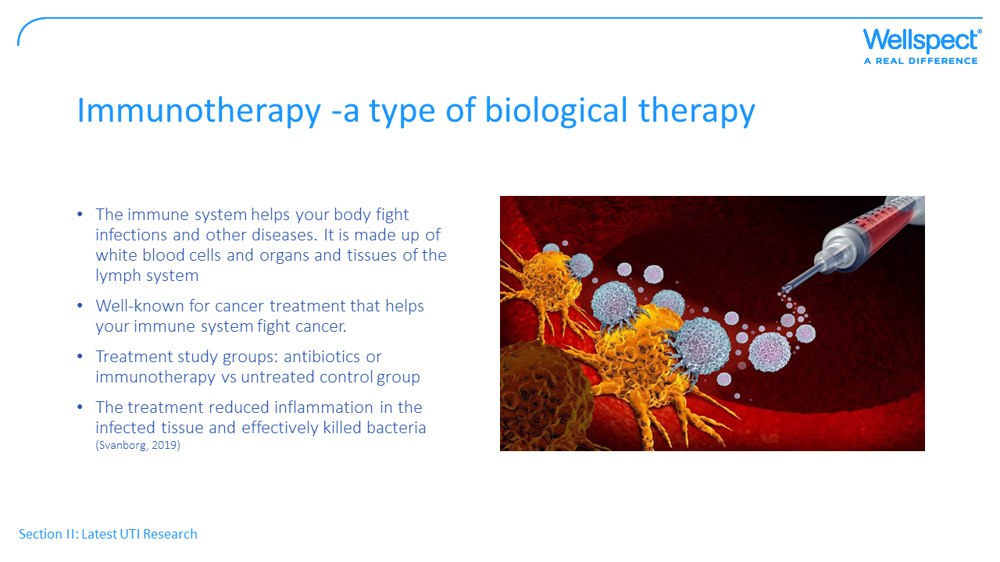 Wellspect®
A REAL DIFFERENCE
Immunotherapy -a type of biological therapy
• The immune system helps your body fight
infections and other diseases. It is made up of
white blood cells and organs and tissues of the
lymph system
• Well-known for cancer treatment that helps
your immune system fight cancer.
• Treatment study groups: antibiotics or
immunotherapy vs untreated control group
• The treatment reduced inflammation in the
infected tissue and effectively killed bacteria
(Svanborg, 2019)
Section II: Latest UTI Research